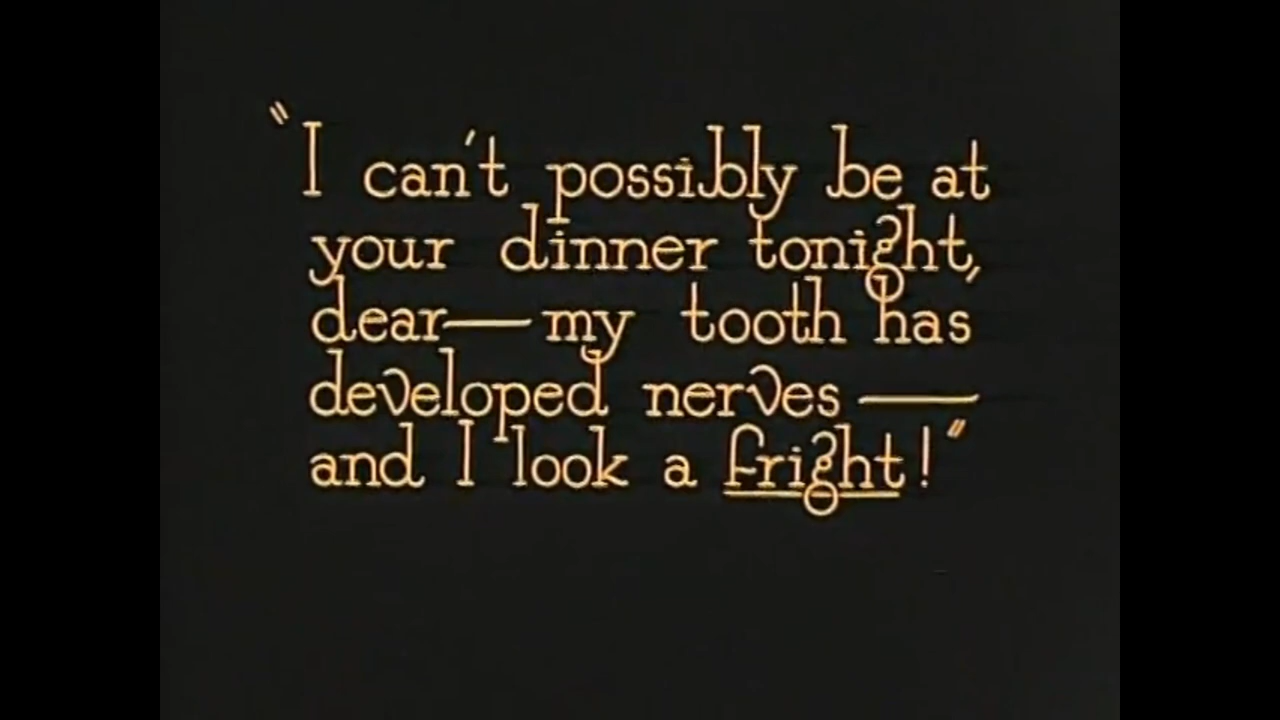 "I can't possibly be at
your dinner tonight,
dear—my tooth has
developed nerves—
and I look a fright!"